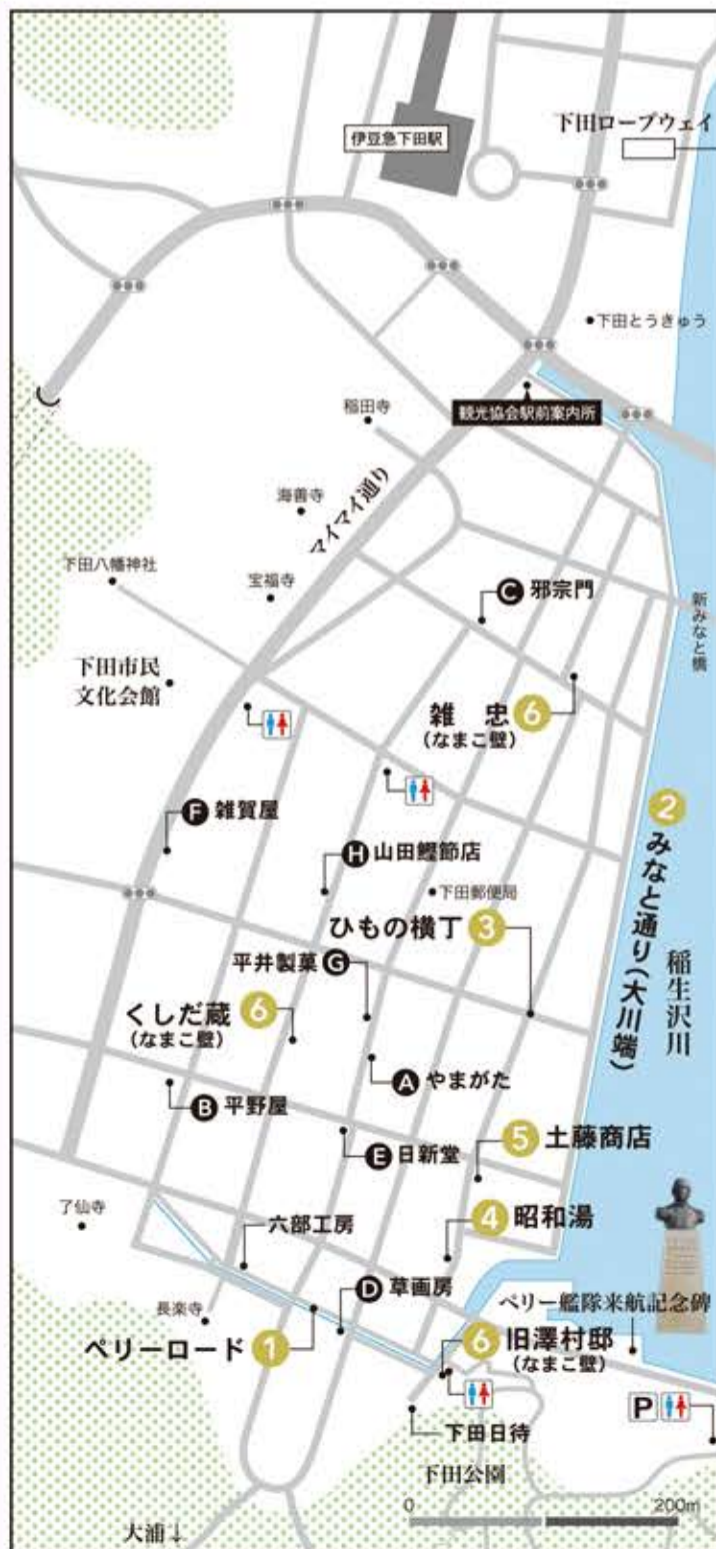 伊豆急下田駅
下田ロープウェイ
下田とうきゅう
観光協会駅前案内所
稲田寺
海善寺
マイマイ通り
下田八幡神社
宝福寺
C 邪宗門
新みなと橋
下田市民
文化会館
雑 忠 6
(なまこ壁)
2 みなと通り(大川端)
稲生沢川
F 雑賀屋
H 山田鰹節店
下田郵便局
ひもの横丁 3
平井製菓 G
くしだ蔵 6
(なまこ壁)
A やまがた
B 平野屋
E 日新堂
5 土藤商店
了仙寺
六部工房
4 昭和湯
長楽寺
D 草画房
ペリー艦隊来航記念碑
ペリーロード 1
6 旧澤村邸
(なまこ壁)
P
下田日待
下田公園
0 200m
大浦↓